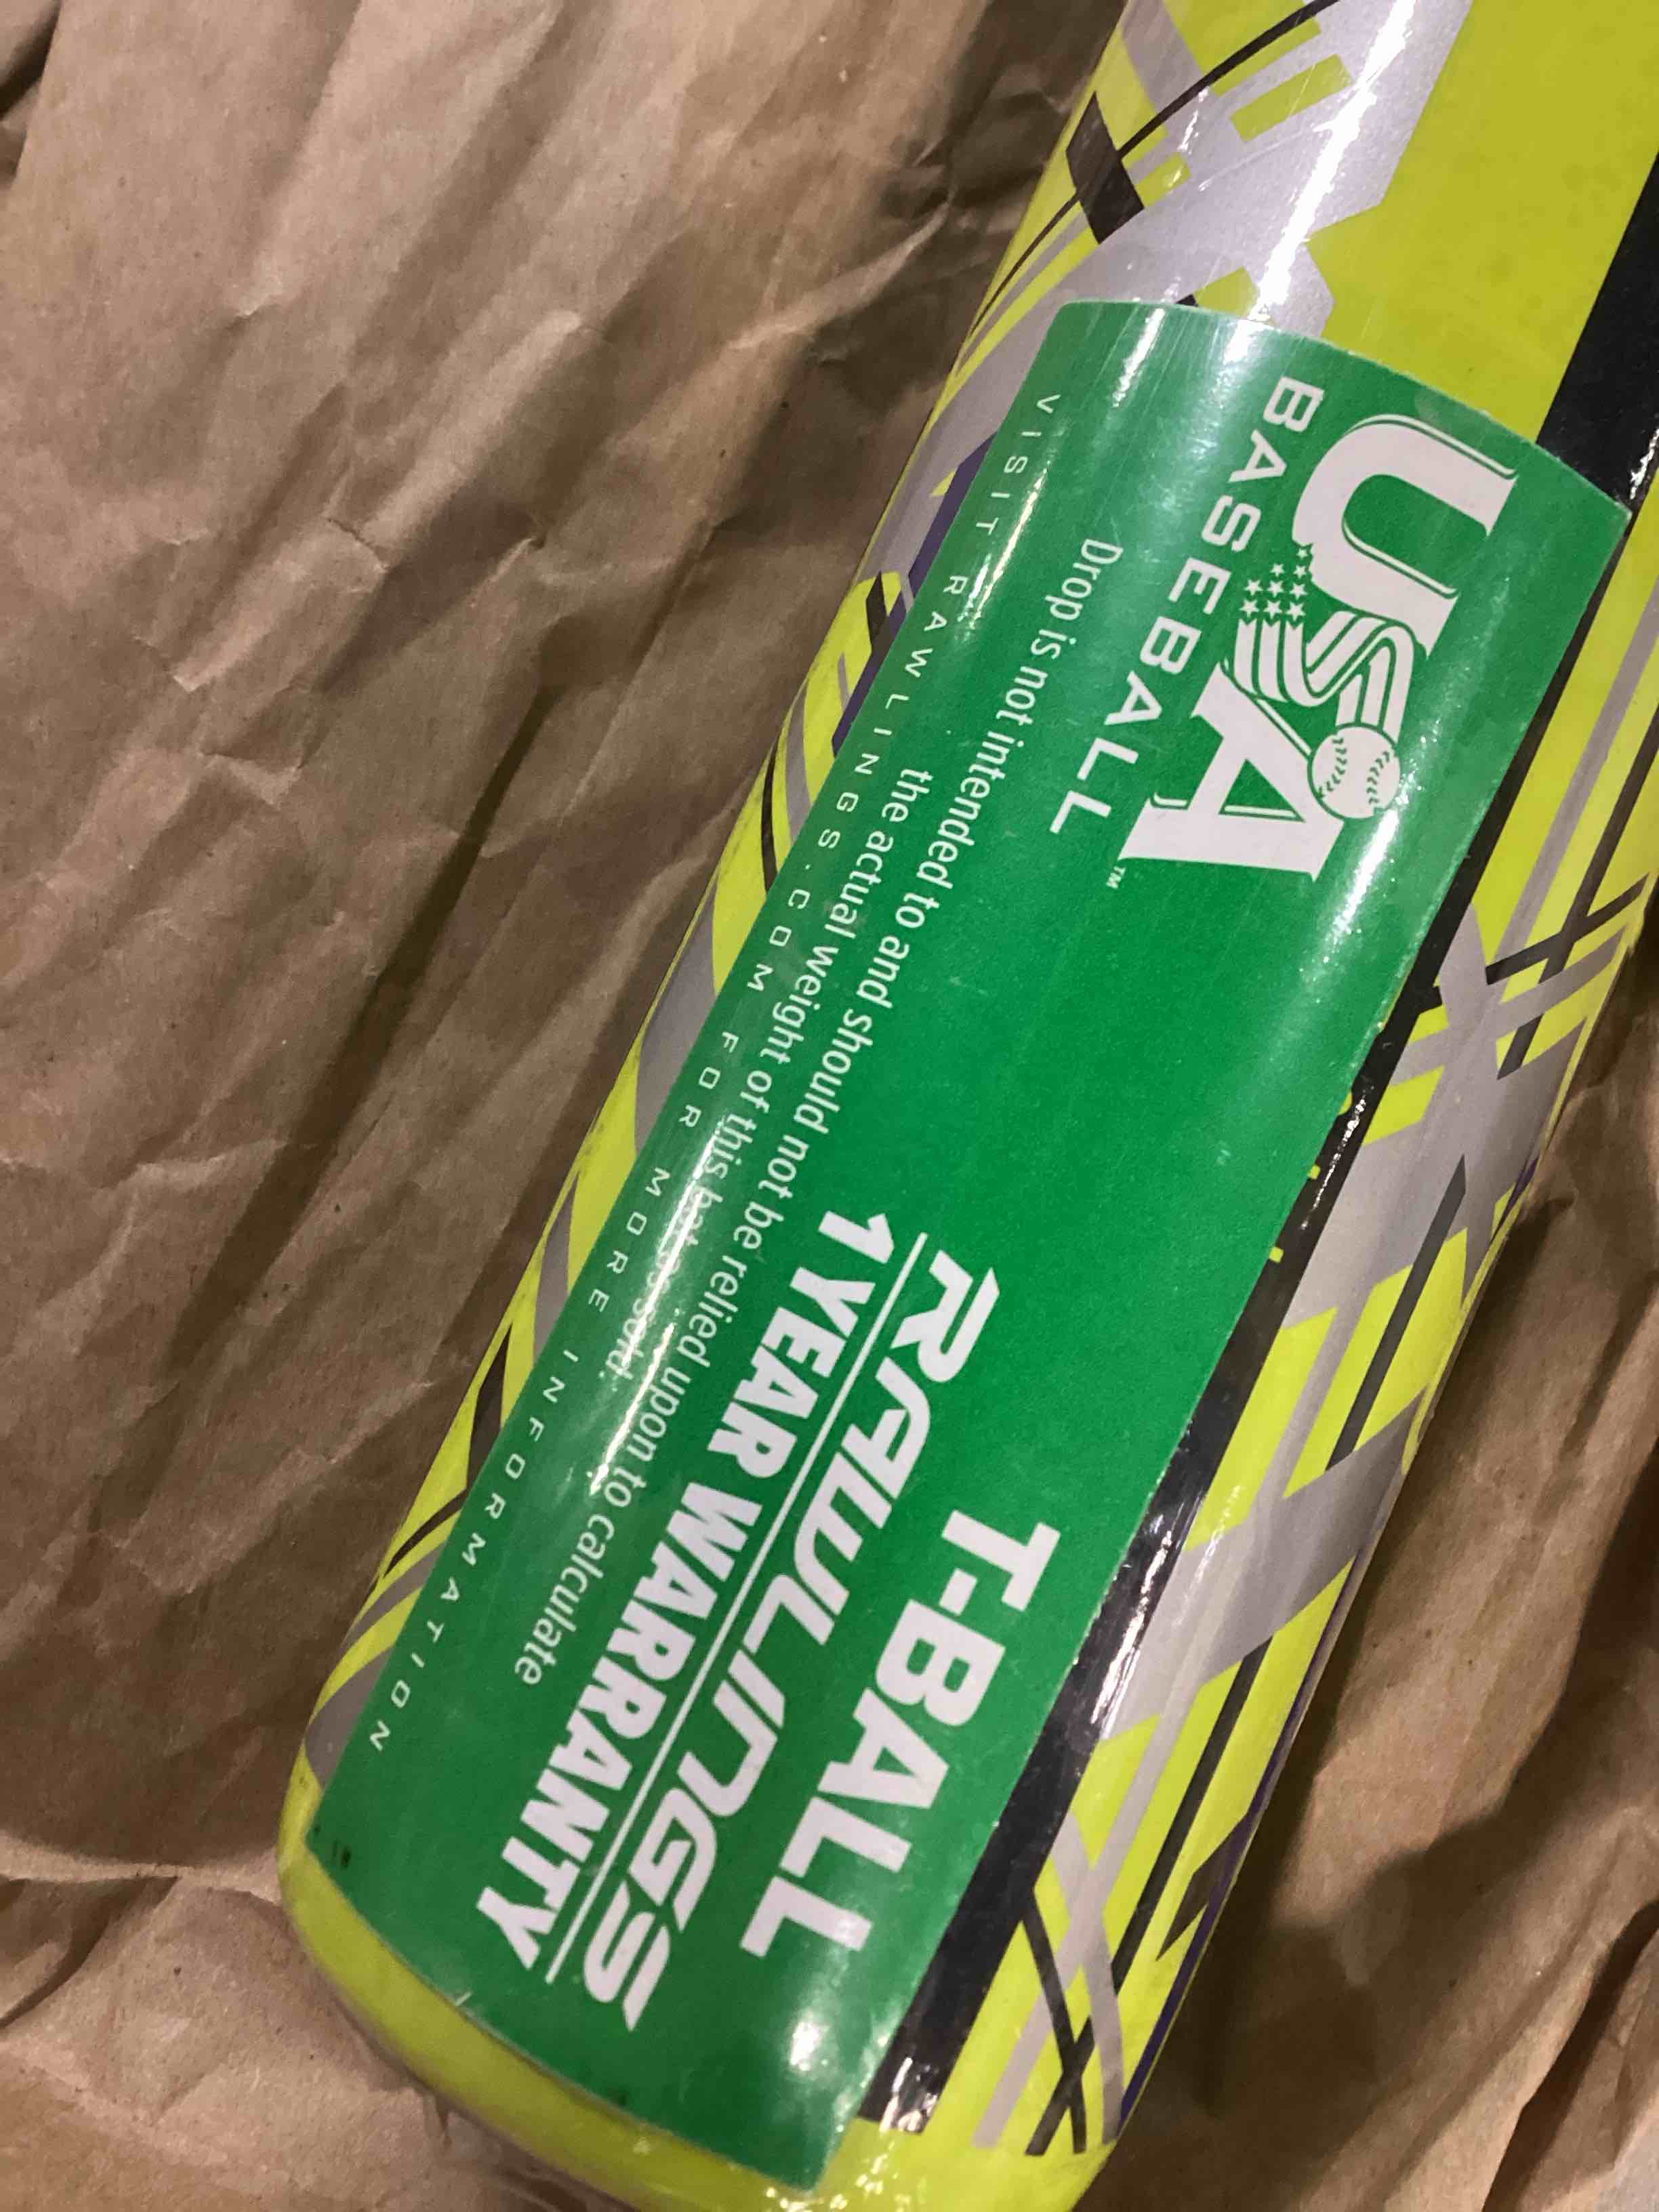 USA
BASEBALL™
T-BALL
RAWLINGS
1 YEAR WARRANTY
Drop is not intended to and should not be relied upon to calculate
the actual weight of this bat as sold.
VISIT RAWLINGS.COM FOR MORE INFORMATION